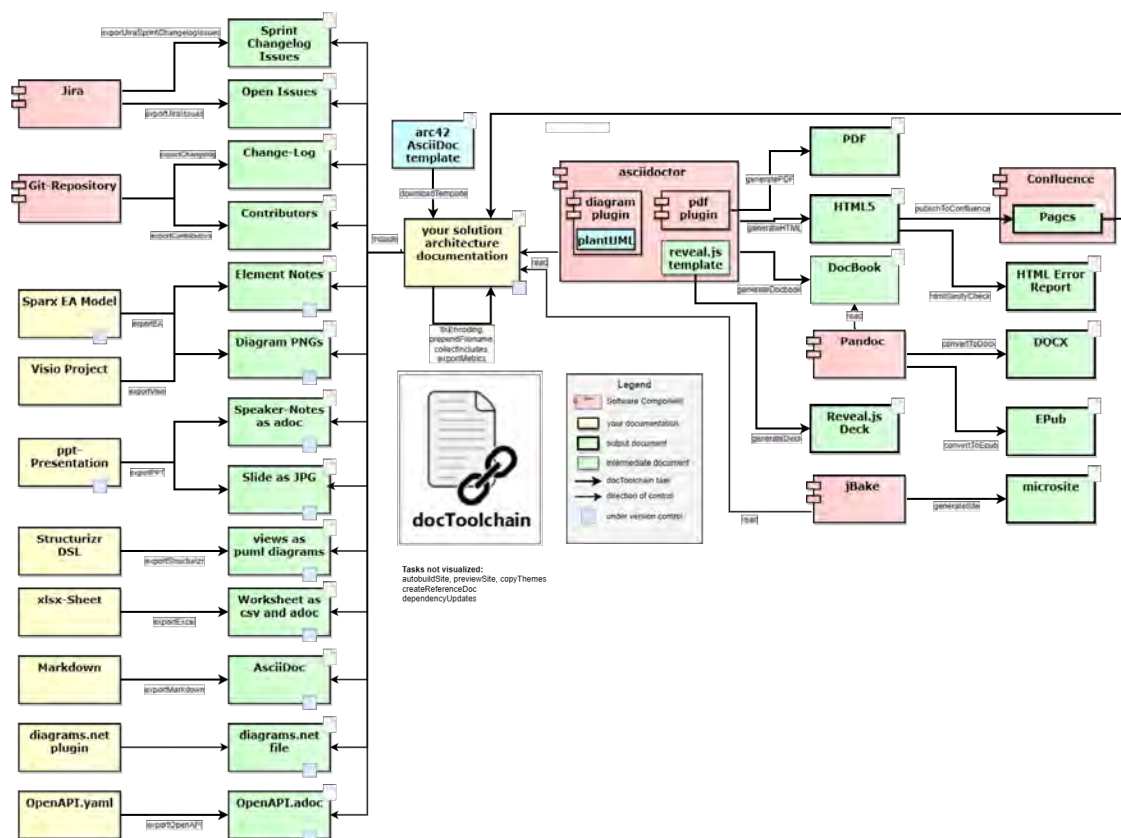 exportJiraSprintChangelogIssues
Sprint
Changelog
Issues
Jira
exportJiraIssues
Open Issues
Git-Repository
exportChangelog
Change-Log
exportContributors
Contributors
Sparx EA Model
exportEA
Element Notes
Visio Project
exportVisio
Diagram PNGs
ppt-
Presentation
exportPPT
Speaker-Notes
as adoc
Slide as JPG
Structurizr
DSL
exportStructurizr
views as
puml diagrams
xlsx-Sheet
exportExcel
Worksheet as
csv and adoc
Markdown
exportMarkdown
AsciiDoc
diagrams.net
plugin
diagrams.net
file
OpenAPI.yaml
exportOpenAPI
OpenAPI.adoc
include
arc42
AsciiDoc
template
downloadTemplate
your solution
architecture
documentation
fixEncoding,
prependFilename,
collectIncludes
exportMetrics
docToolchain
Legend
Software Component
your documentation
output document
intermediate document
docToolchain task
direction of control
under version control
Tasks not visualized:
autobuildSite, previewSite, copyThemes
createReferenceDoc
dependencyUpdates
read
read
asciidoctor
diagram
plugin
plantUML
pdf
plugin
reveal.js
template
generatePDF
PDF
generateHTML
HTML5
generateDocbook
DocBook
read
Pandoc
generateDeck
Reveal.js
Deck
jBake
publishToConfluence
Confluence
Pages
htmlSanityCheck
HTML Error
Report
convertToDocx
DOCX
convertToEpub
EPub
generateSite
microsite